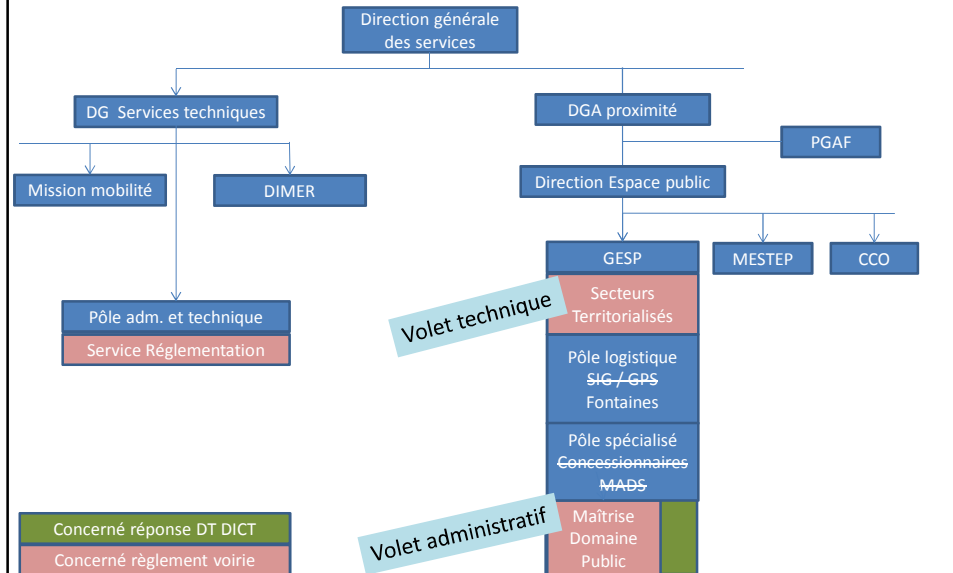 Direction générale
des services
DG  Services techniques
DGA proximité
PGAF
Mission mobilité
DIMER
Direction Espace public
GESP
MESTEP
CCO
Volet technique
Secteurs
Territorialisés
Pôle adm. et technique
Service Réglementation
Pôle logistique
SIG / GPS
Fontaines
Pôle spécialisé
Concessionnaires
MADS
Volet administratif
Maîtrise
Domaine
Public
Concerné réponse DT DICT
Concerné règlement voirie